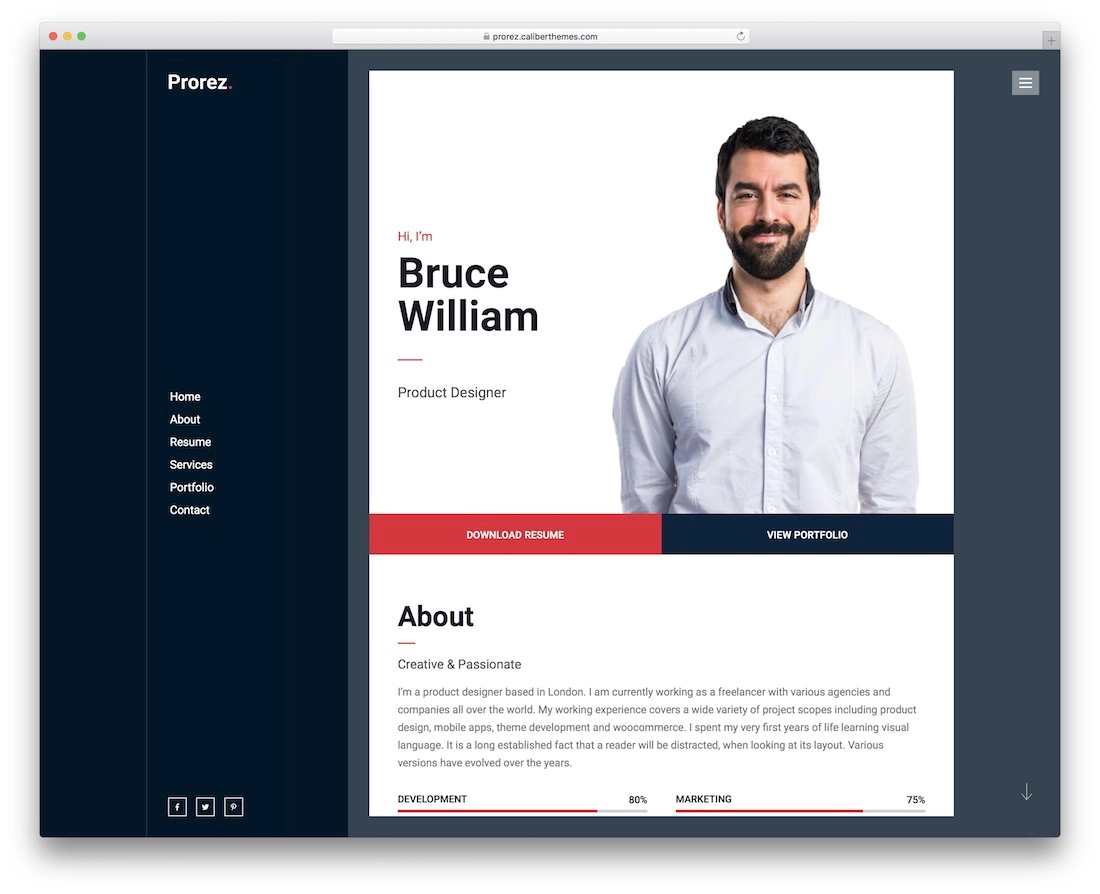 prorez.caliberthemes.com
Prorez.
Home
About
Resume
Services
Portfolio
Contact
Hi, I'm
Bruce
William
Product Designer
DOWNLOAD RESUME
VIEW PORTFOLIO
About
Creative & Passionate
I'm a product designer based in London. I am currently working as a freelancer with various agencies and
companies all over the world. My working experience covers a wide variety of project scopes including product
design, mobile apps, theme development and woocommerce. I spent my very first years of life learning visual
language. It is a long established fact that a reader will be distracted, when looking at its layout. Various
versions have evolved over the years.
DEVELOPMENT 80%
MARKETING 75%